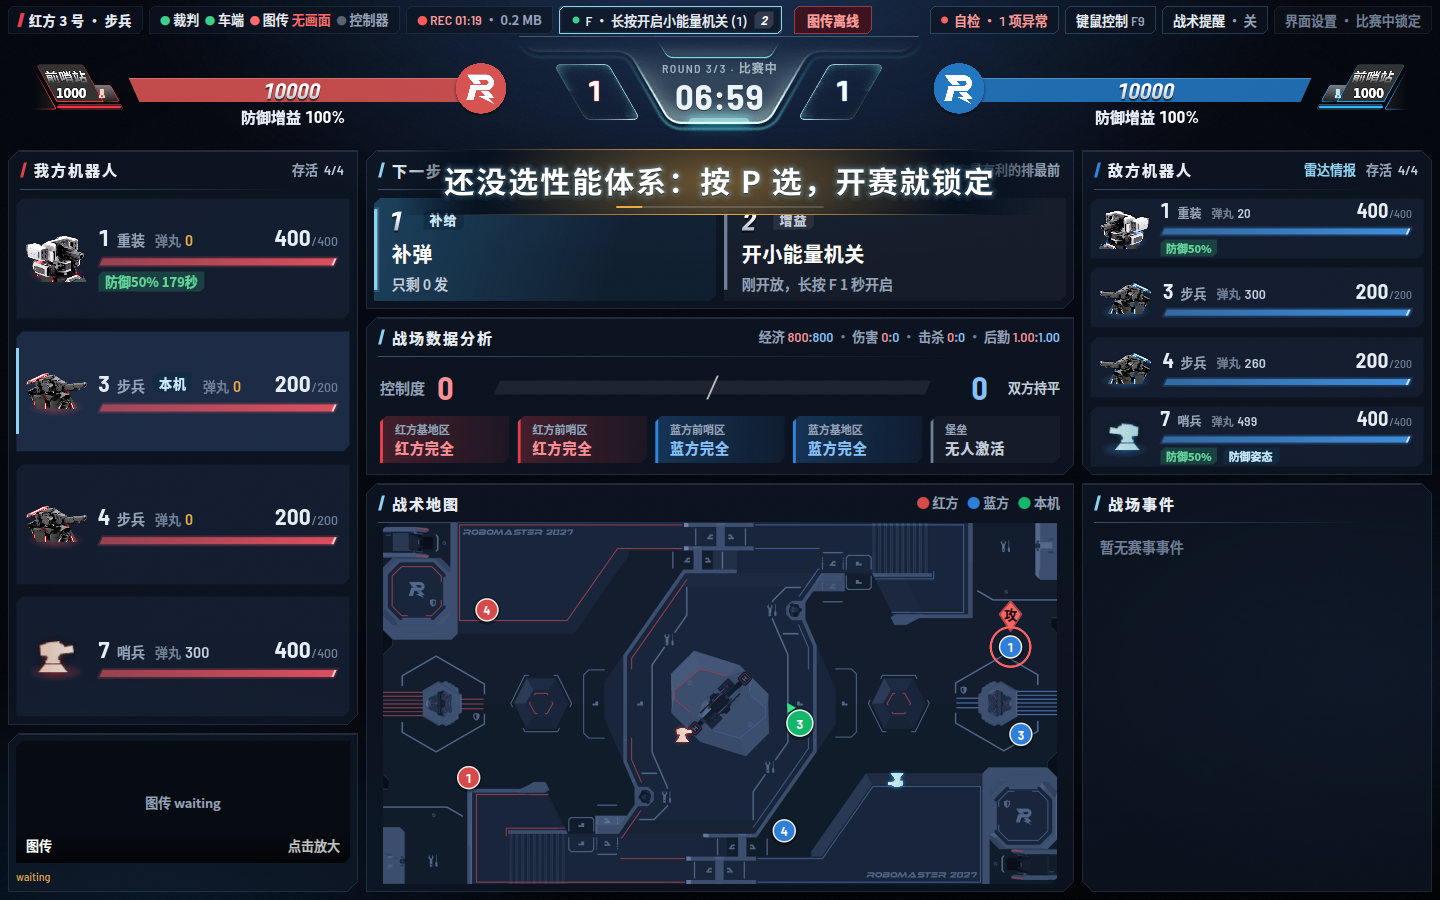 红方 3 号 · 步兵
裁判 车端 图传 无画面 控制器
REC 01:19 · 0.2 MB
F · 长按开启小能量机关 (1) 2
图传离线
自检 · 1 项异常
键鼠控制 F9
战术提醒 · 关
界面设置 · 比赛中锁定
前哨站
1000
10000
防御增益 100%
1
ROUND 3/3 · 比赛中
06:59
1
10000
防御增益 100%
前哨站
1000
我方机器人
存活 4/4
1 重装 弹丸 0 400/400
防御50% 179秒
3 步兵 本机 弹丸 0 200/200
4 步兵 弹丸 0 200/200
7 哨兵 弹丸 300 400/400
图传 waiting
图传
点击放大
waiting
下一步
利的排最前
还没选性能体系：按 P 选，开赛就锁定
1 补给
补弹
只剩 0 发
2 增益
开小能量机关
刚开放，长按 F 1 秒开启
战场数据分析
经济 800:800 · 伤害 0:0 · 击杀 0:0 · 后勤 1.00:1.00
控制度 0
0 双方持平
红方基地区
红方完全
红方前哨区
红方完全
蓝方前哨区
蓝方完全
蓝方基地区
蓝方完全
堡垒
无人激活
战术地图
红方 蓝方 本机
ROBOMASTER 2027
4
攻
1
3
3
1
4
ROBOMASTER 2027
敌方机器人
雷达情报 存活 4/4
1 重装 弹丸 20 400/400
防御50%
3 步兵 弹丸 300 200/200
4 步兵 弹丸 260 200/200
7 哨兵 弹丸 499 400/400
防御50% 防御姿态
战场事件
暂无赛事事件